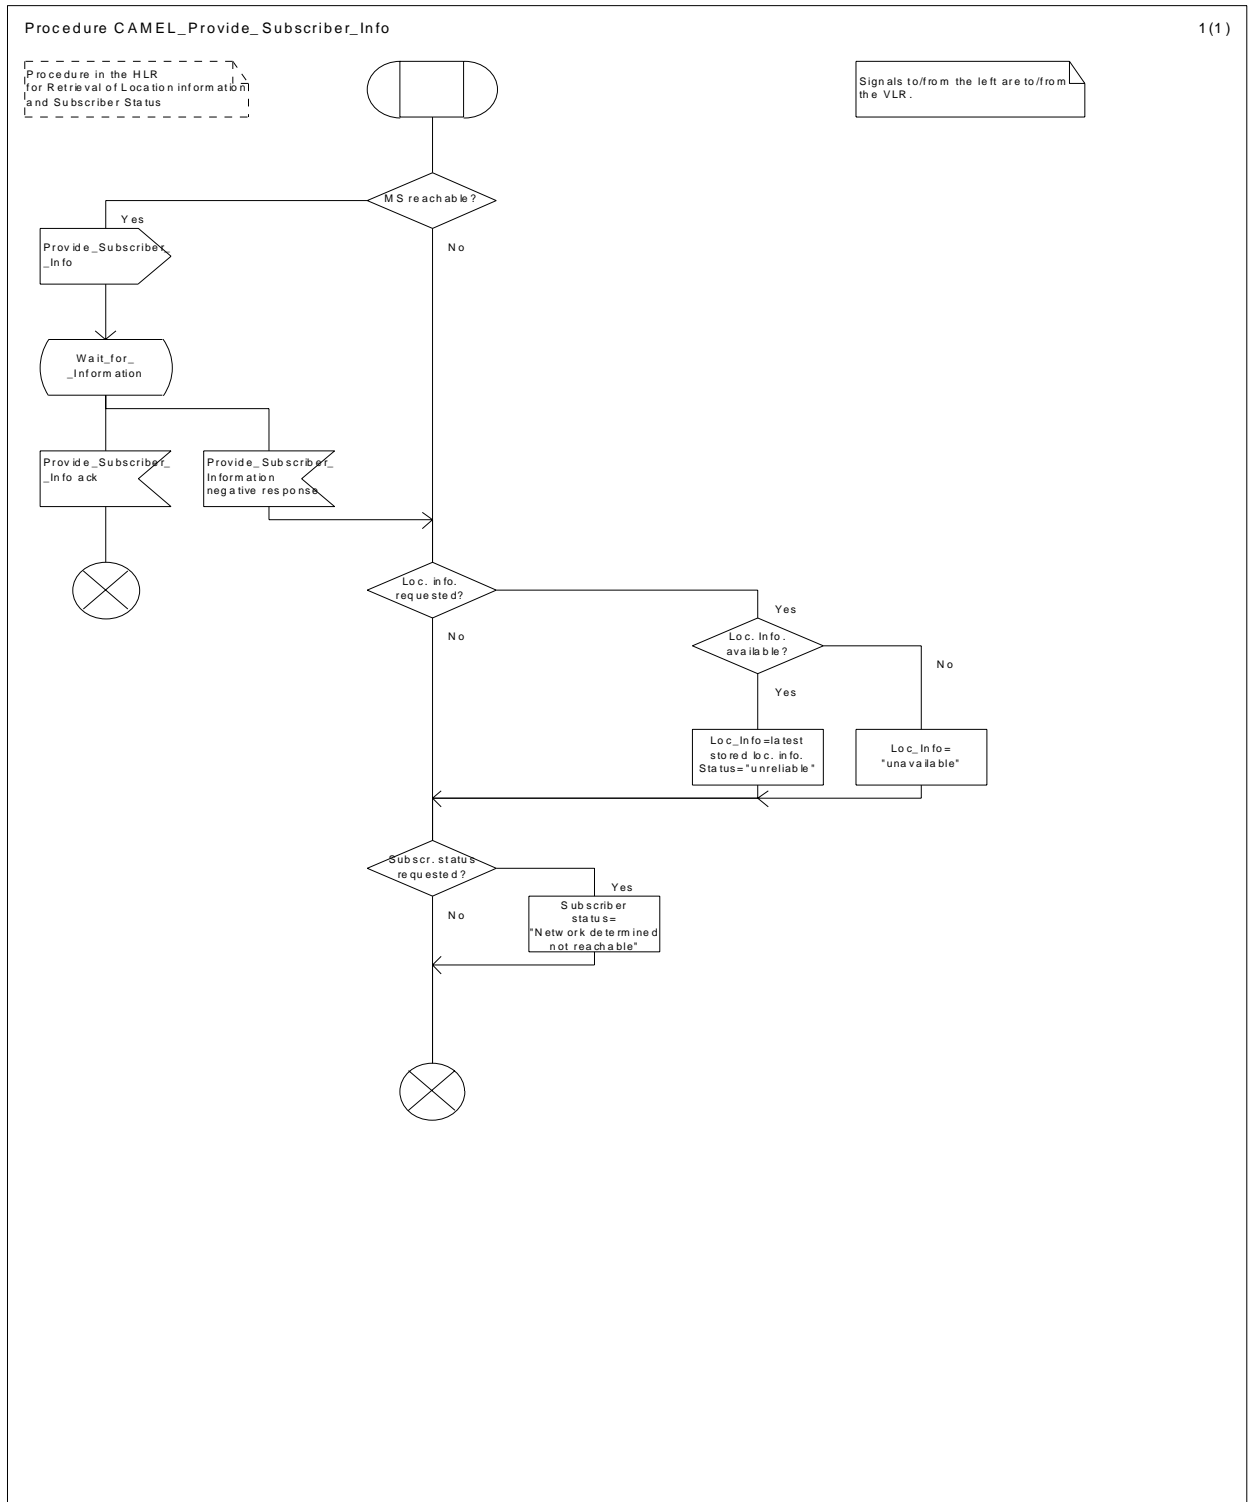 Procedure CAMEL_Provide_Subscriber_Info
1(1)
Procedure in the HLR
for Retrieval of Location information
and Subscriber Status
Signals to/from the left are to/from
the VLR.
MS reachable?
Yes
No
Provide_Subscriber_
_Info
Wait_for_
_Information
Provide_Subscriber_
_Info ack
Provide_Subscriber_
Information
negative response
Loc. info.
requested?
Yes
No
Loc. Info.
available?
No
Yes
Loc_Info=latest
stored loc. info.
Status="unreliable"
Loc_Info=
"unavailable"
Subscr. status
requested?
Yes
No
Subscriber
status=
"Network determined
not reachable"